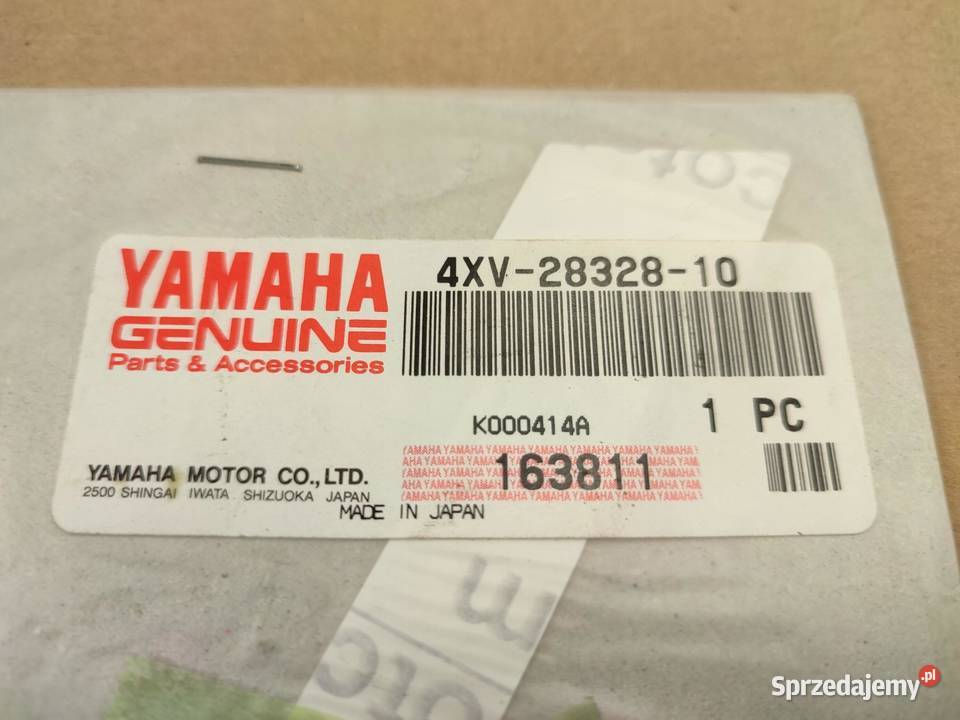 YAMAHA
GENUINE
Parts & Accessories
4XV-28328-10
K000414A
1 PC
163811
YAMAHA MOTOR CO., LTD.
2500 SHINGAI IWATA SHIZUOKA JAPAN
MADE IN JAPAN
Sprzedajemy.pl